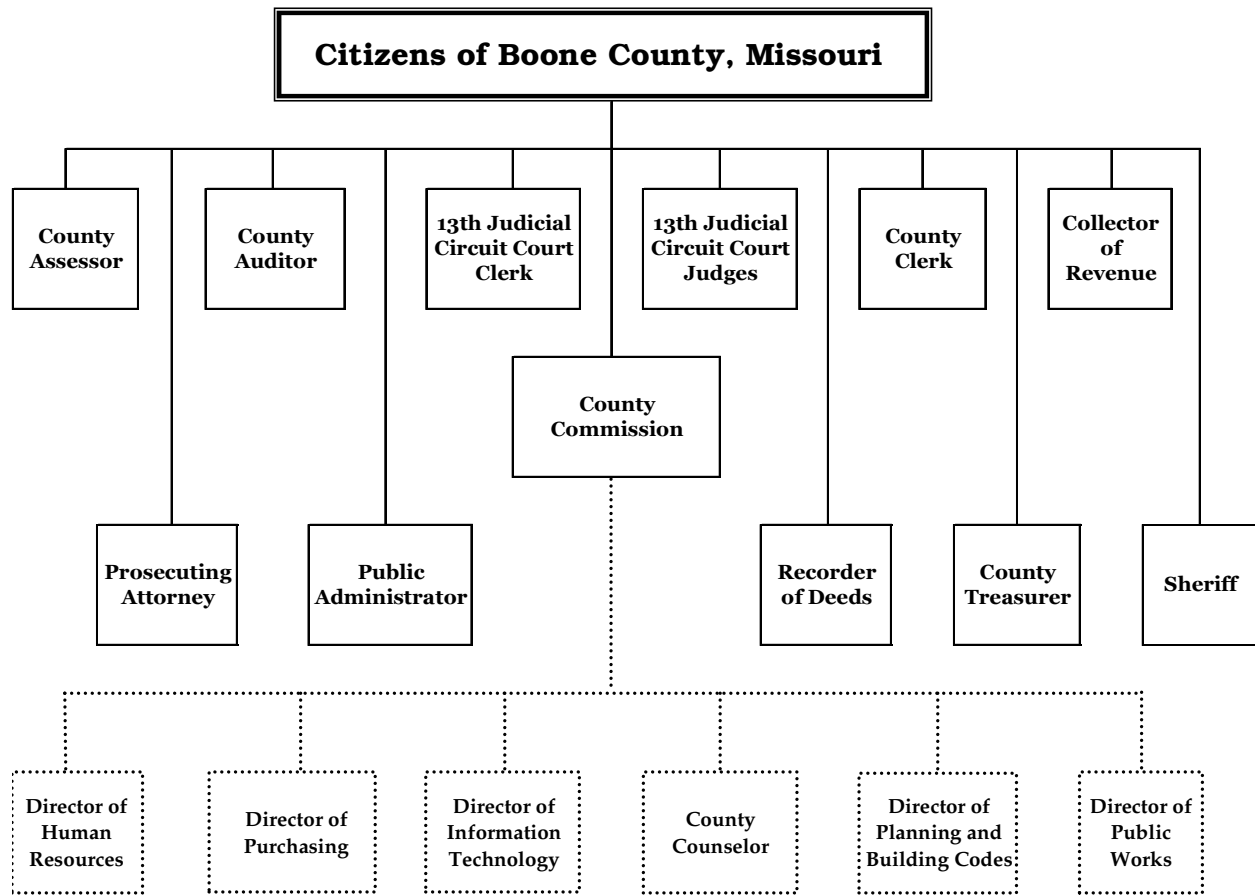 Citizens of Boone County, Missouri
County
Assessor
County
Auditor
13th Judicial
Circuit Court
Clerk
13th Judicial
Circuit Court
Judges
County
Clerk
Collector
of
Revenue
County
Commission
Prosecuting
Attorney
Public
Administrator
Recorder
of Deeds
County
Treasurer
Sheriff
Director of
Human
Resources
Director of
Purchasing
Director of
Information
Technology
County
Counselor
Director of
Planning and
Building Codes
Director of
Public
Works